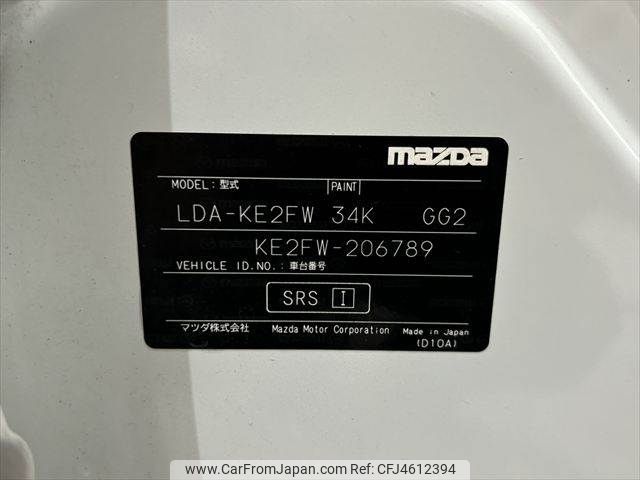 mazDa
MODEL: 型式 PAINT
LDA-KE2FW 34K GG2
KE2FW-206789
VEHICLE ID.NO.: 車台番号
SRS I
マツダ株式会社 Mazda Motor Corporation Made in Japan
(D10A)
www.CarFromJapan.com | CFJ4612394